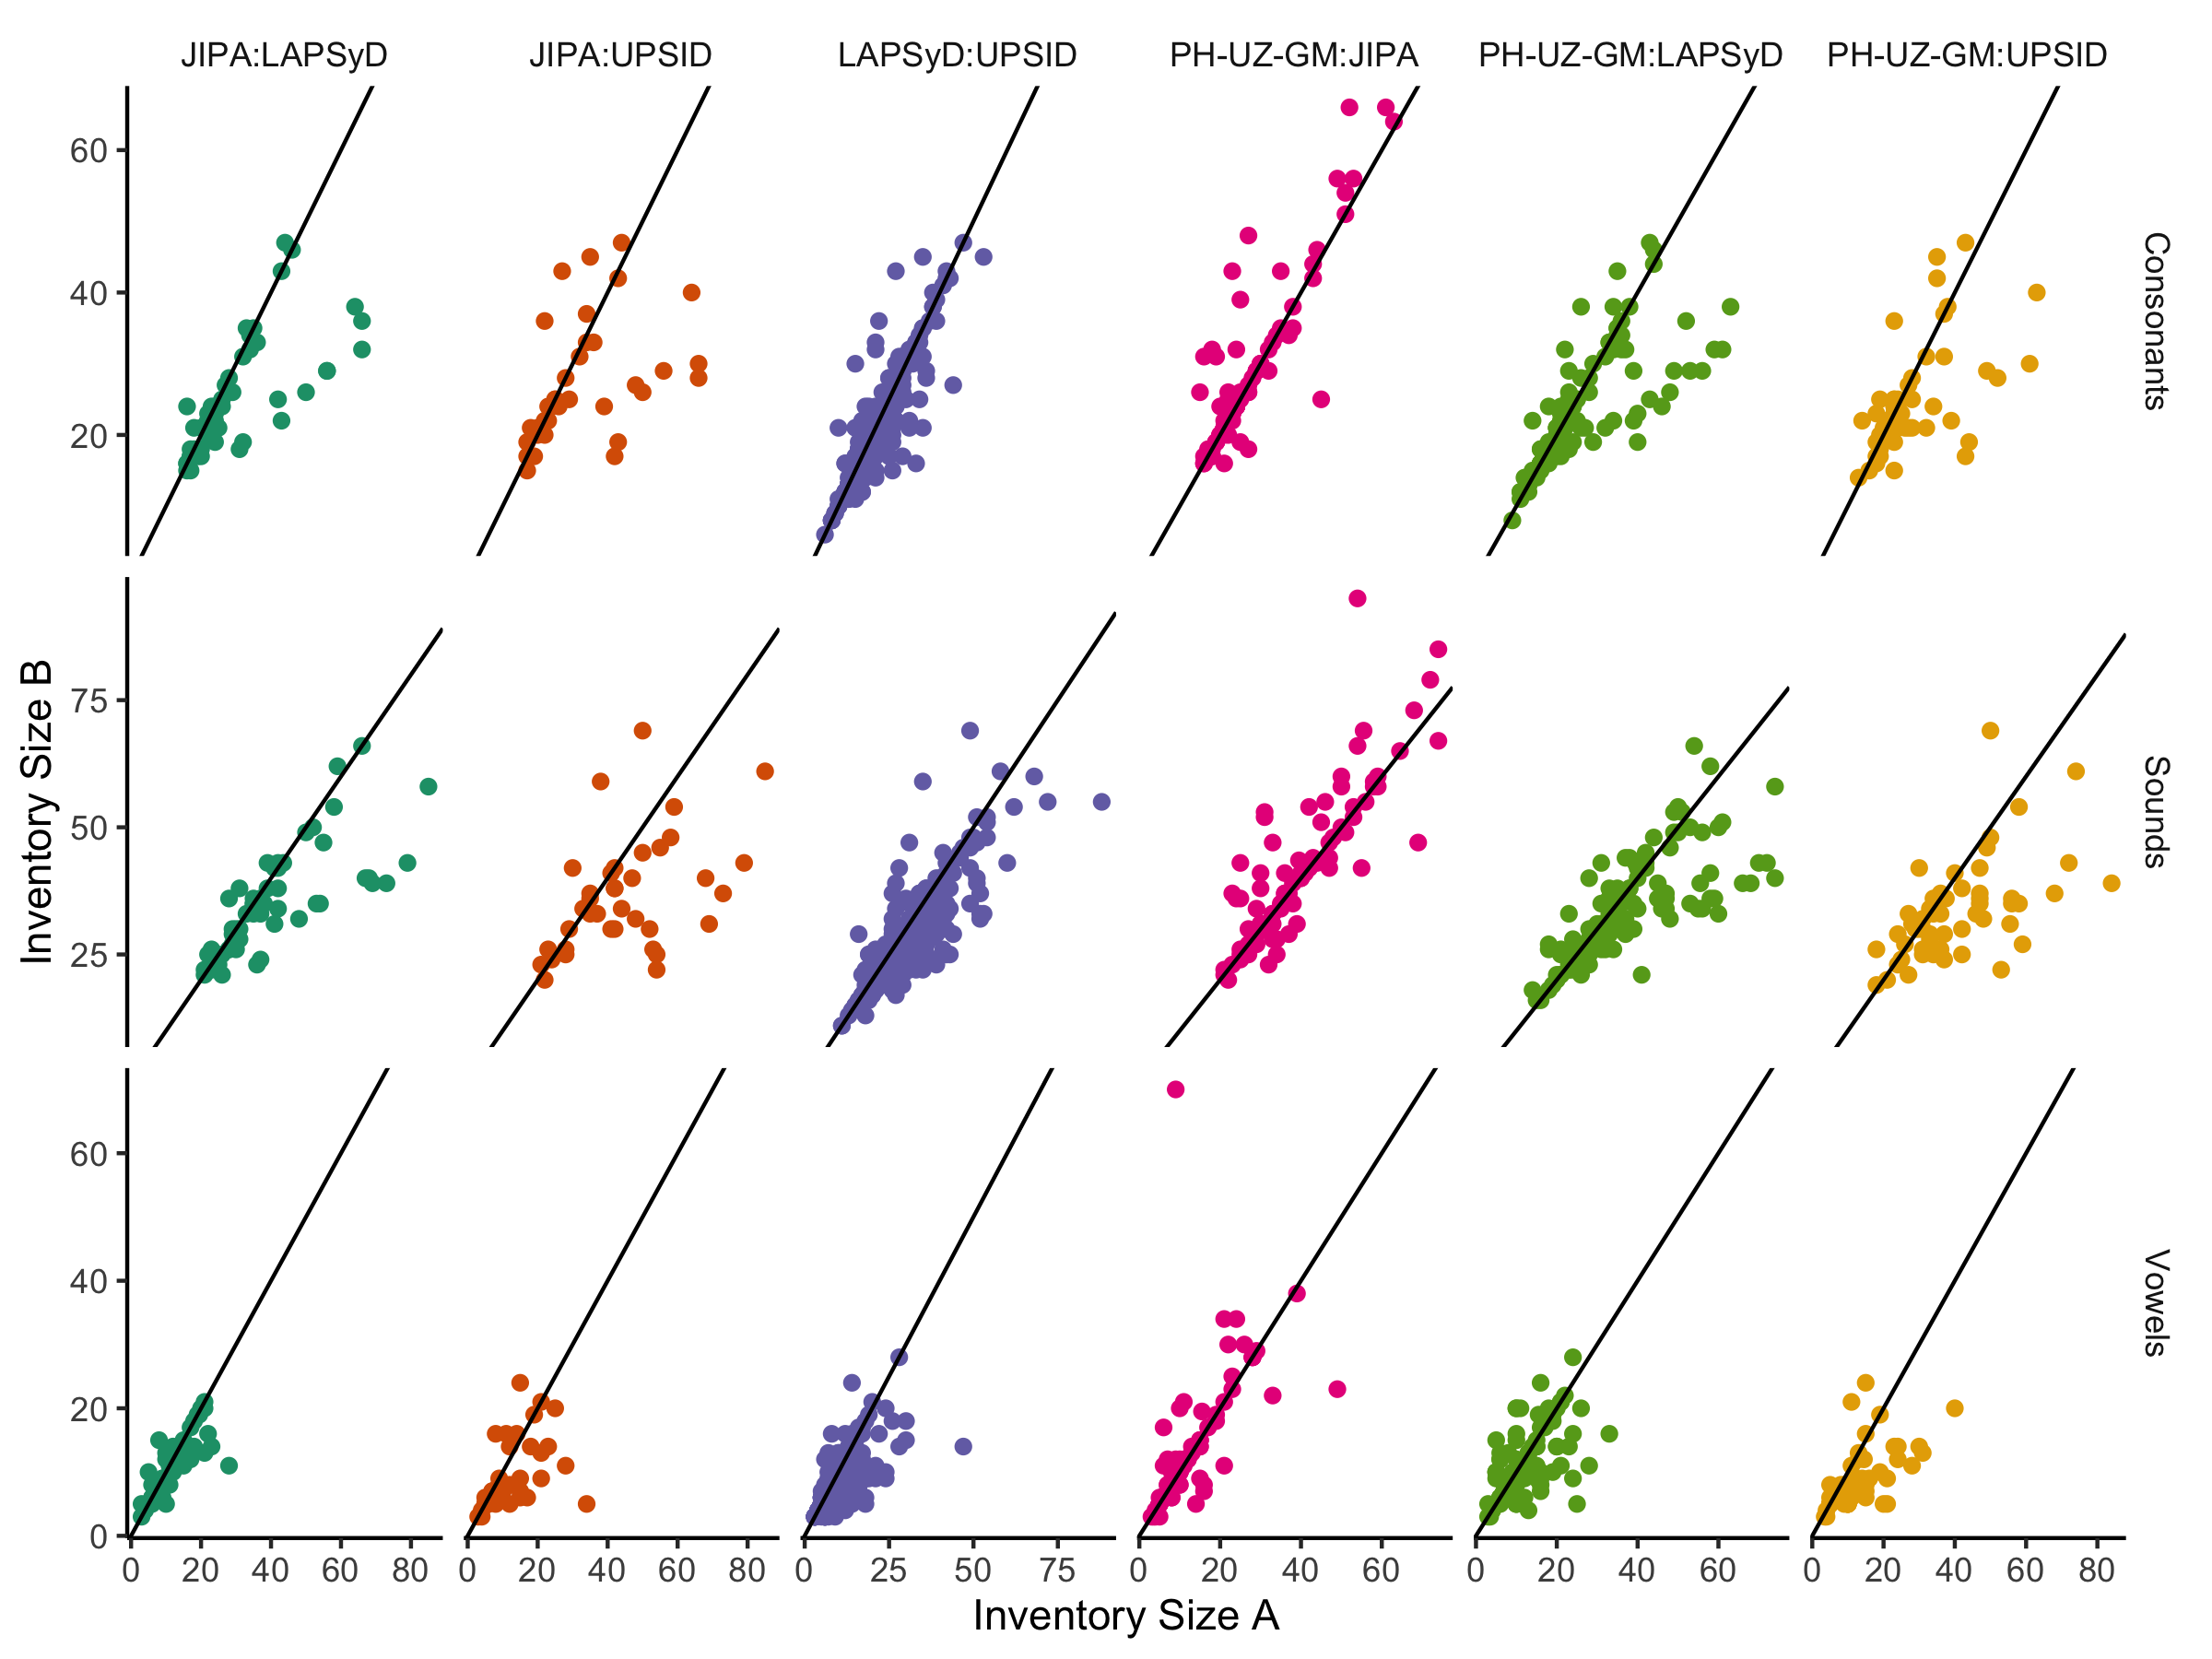 JIPA:LAPSyD JIPA:UPSID LAPSyD:UPSID PH-UZ-GM:JIPA PH-UZ-GM:LAPSyD PH-UZ-GM:UPSID
60
40
20
Consonants
75
50
25
Sounds
60
40
20
0
Vowels
Inventory Size B
0 20 40 60 80 0 20 40 60 80 0 25 50 75 0 20 40 60 0 20 40 60 0 20 40 60 80
Inventory Size A